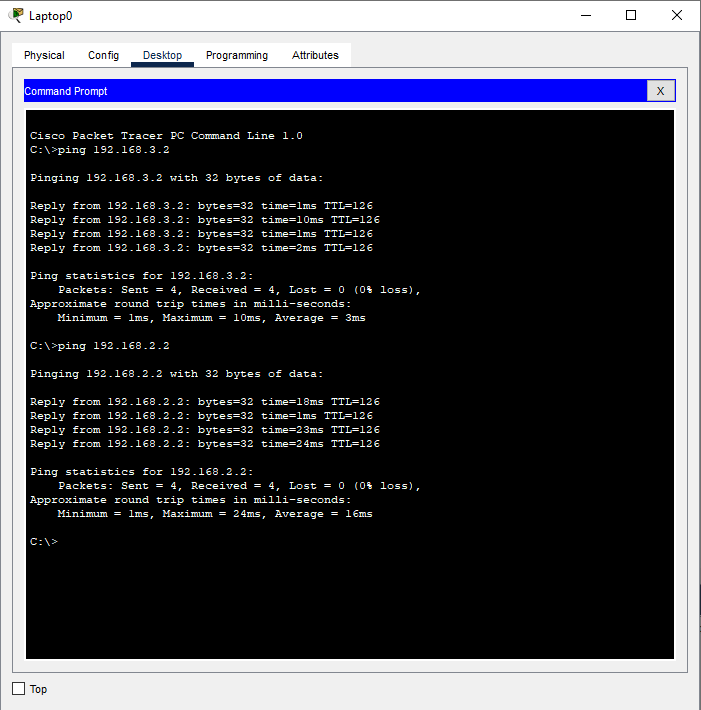 Laptop0
Physical Config Desktop Programming Attributes
Command Prompt X
Cisco Packet Tracer PC Command Line 1.0
C:\>ping 192.168.3.2
Pinging 192.168.3.2 with 32 bytes of data:
Reply from 192.168.3.2: bytes=32 time=1ms TTL=126
Reply from 192.168.3.2: bytes=32 time=10ms TTL=126
Reply from 192.168.3.2: bytes=32 time=1ms TTL=126
Reply from 192.168.3.2: bytes=32 time=2ms TTL=126
Ping statistics for 192.168.3.2:
Packets: Sent = 4, Received = 4, Lost = 0 (0% loss),
Approximate round trip times in milli-seconds:
Minimum = 1ms, Maximum = 10ms, Average = 3ms
C:\>ping 192.168.2.2
Pinging 192.168.2.2 with 32 bytes of data:
Reply from 192.168.2.2: bytes=32 time=18ms TTL=126
Reply from 192.168.2.2: bytes=32 time=1ms TTL=126
Reply from 192.168.2.2: bytes=32 time=23ms TTL=126
Reply from 192.168.2.2: bytes=32 time=24ms TTL=126
Ping statistics for 192.168.2.2:
Packets: Sent = 4, Received = 4, Lost = 0 (0% loss),
Approximate round trip times in milli-seconds:
Minimum = 1ms, Maximum = 24ms, Average = 16ms
C:\>
Top